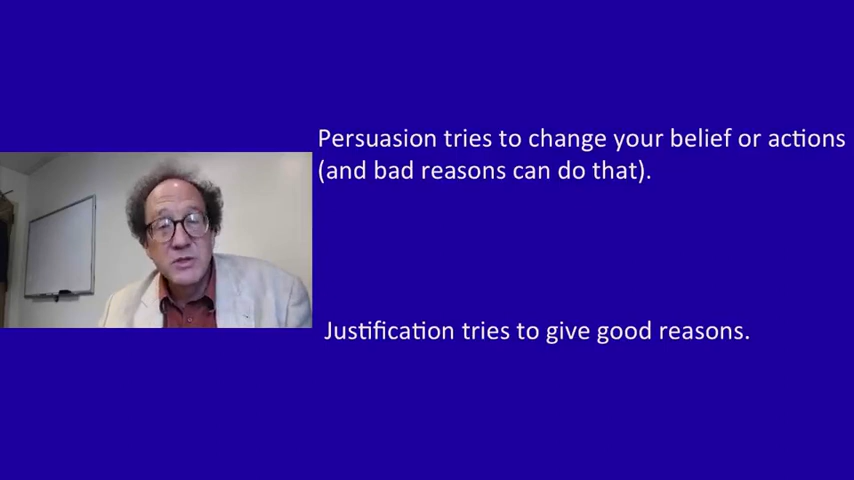 Persuasion tries to change your belief or actions
(and bad reasons can do that).
Justification tries to give good reasons.